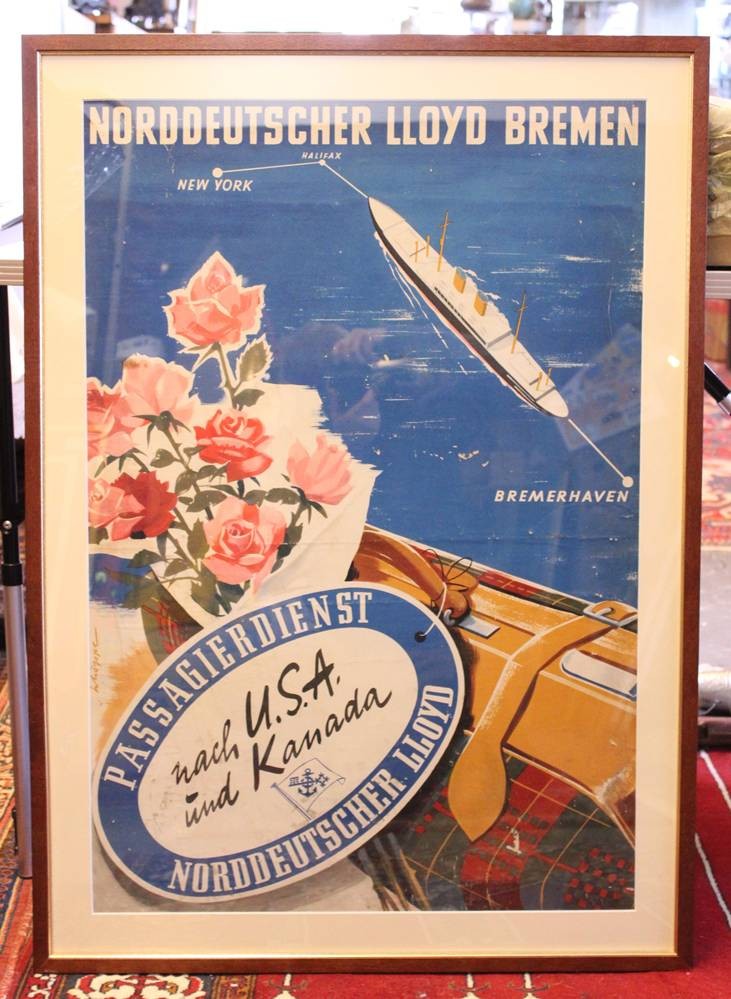 NORDDEUTSCHER LLOYD BREMEN
HALIFAX
NEW YORK
BREMERHAVEN
PASSAGIERDIENST
nach U.S.A.
und Kanada
NORDDEUTSCHER LLOYD